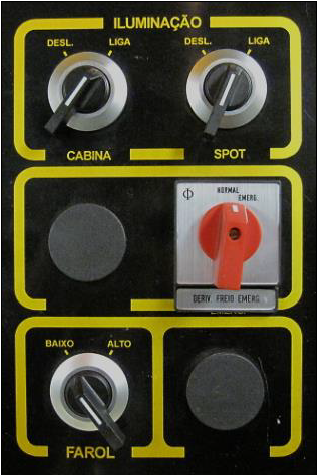 ILUMINAÇÃO
DESL. LIGA DESL. LIGA
CABINA SPOT
NORMAL
EMERG.
DERIV. FREIO EMERG.
BAIXO ALTO
FAROL